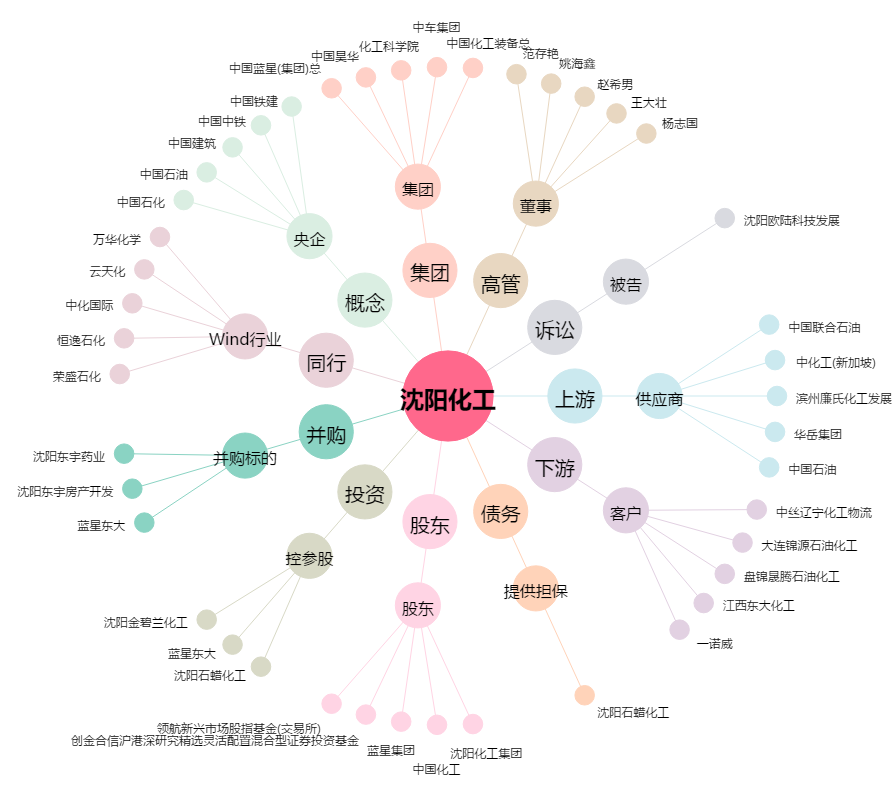 中车集团
化工科学院
中国化工装备总
中国昊华
范存艳
中国蓝星(集团)总
姚海鑫
赵希男
中国铁建
王大壮
中国中铁
杨志国
中国建筑
中国石油
集团
中国石化
董事
沈阳欧陆科技发展
万华化学
央企
云天化
集团
高管
被告
中化国际
概念
中国联合石油
恒逸石化
Wind行业
诉讼
同行
中化工(新加坡)
荣盛石化
沈阳化工
上游
供应商
滨州廉氏化工发展
并购
华岳集团
沈阳东宇药业
并购标的
下游
中国石油
沈阳东宇房产开发
投资
蓝星东大
股东
债务
客户
中丝辽宁化工物流
大连锦源石油化工
控参股
盘锦晟腾石油化工
提供担保
沈阳金碧兰化工
股东
江西东大化工
一诺威
蓝星东大
沈阳石蜡化工
沈阳石蜡化工
领航新兴市场股指基金(交易所)
创金合信沪港深研究精选灵活配置混合型证券投资基金
蓝星集团
沈阳化工集团
中国化工